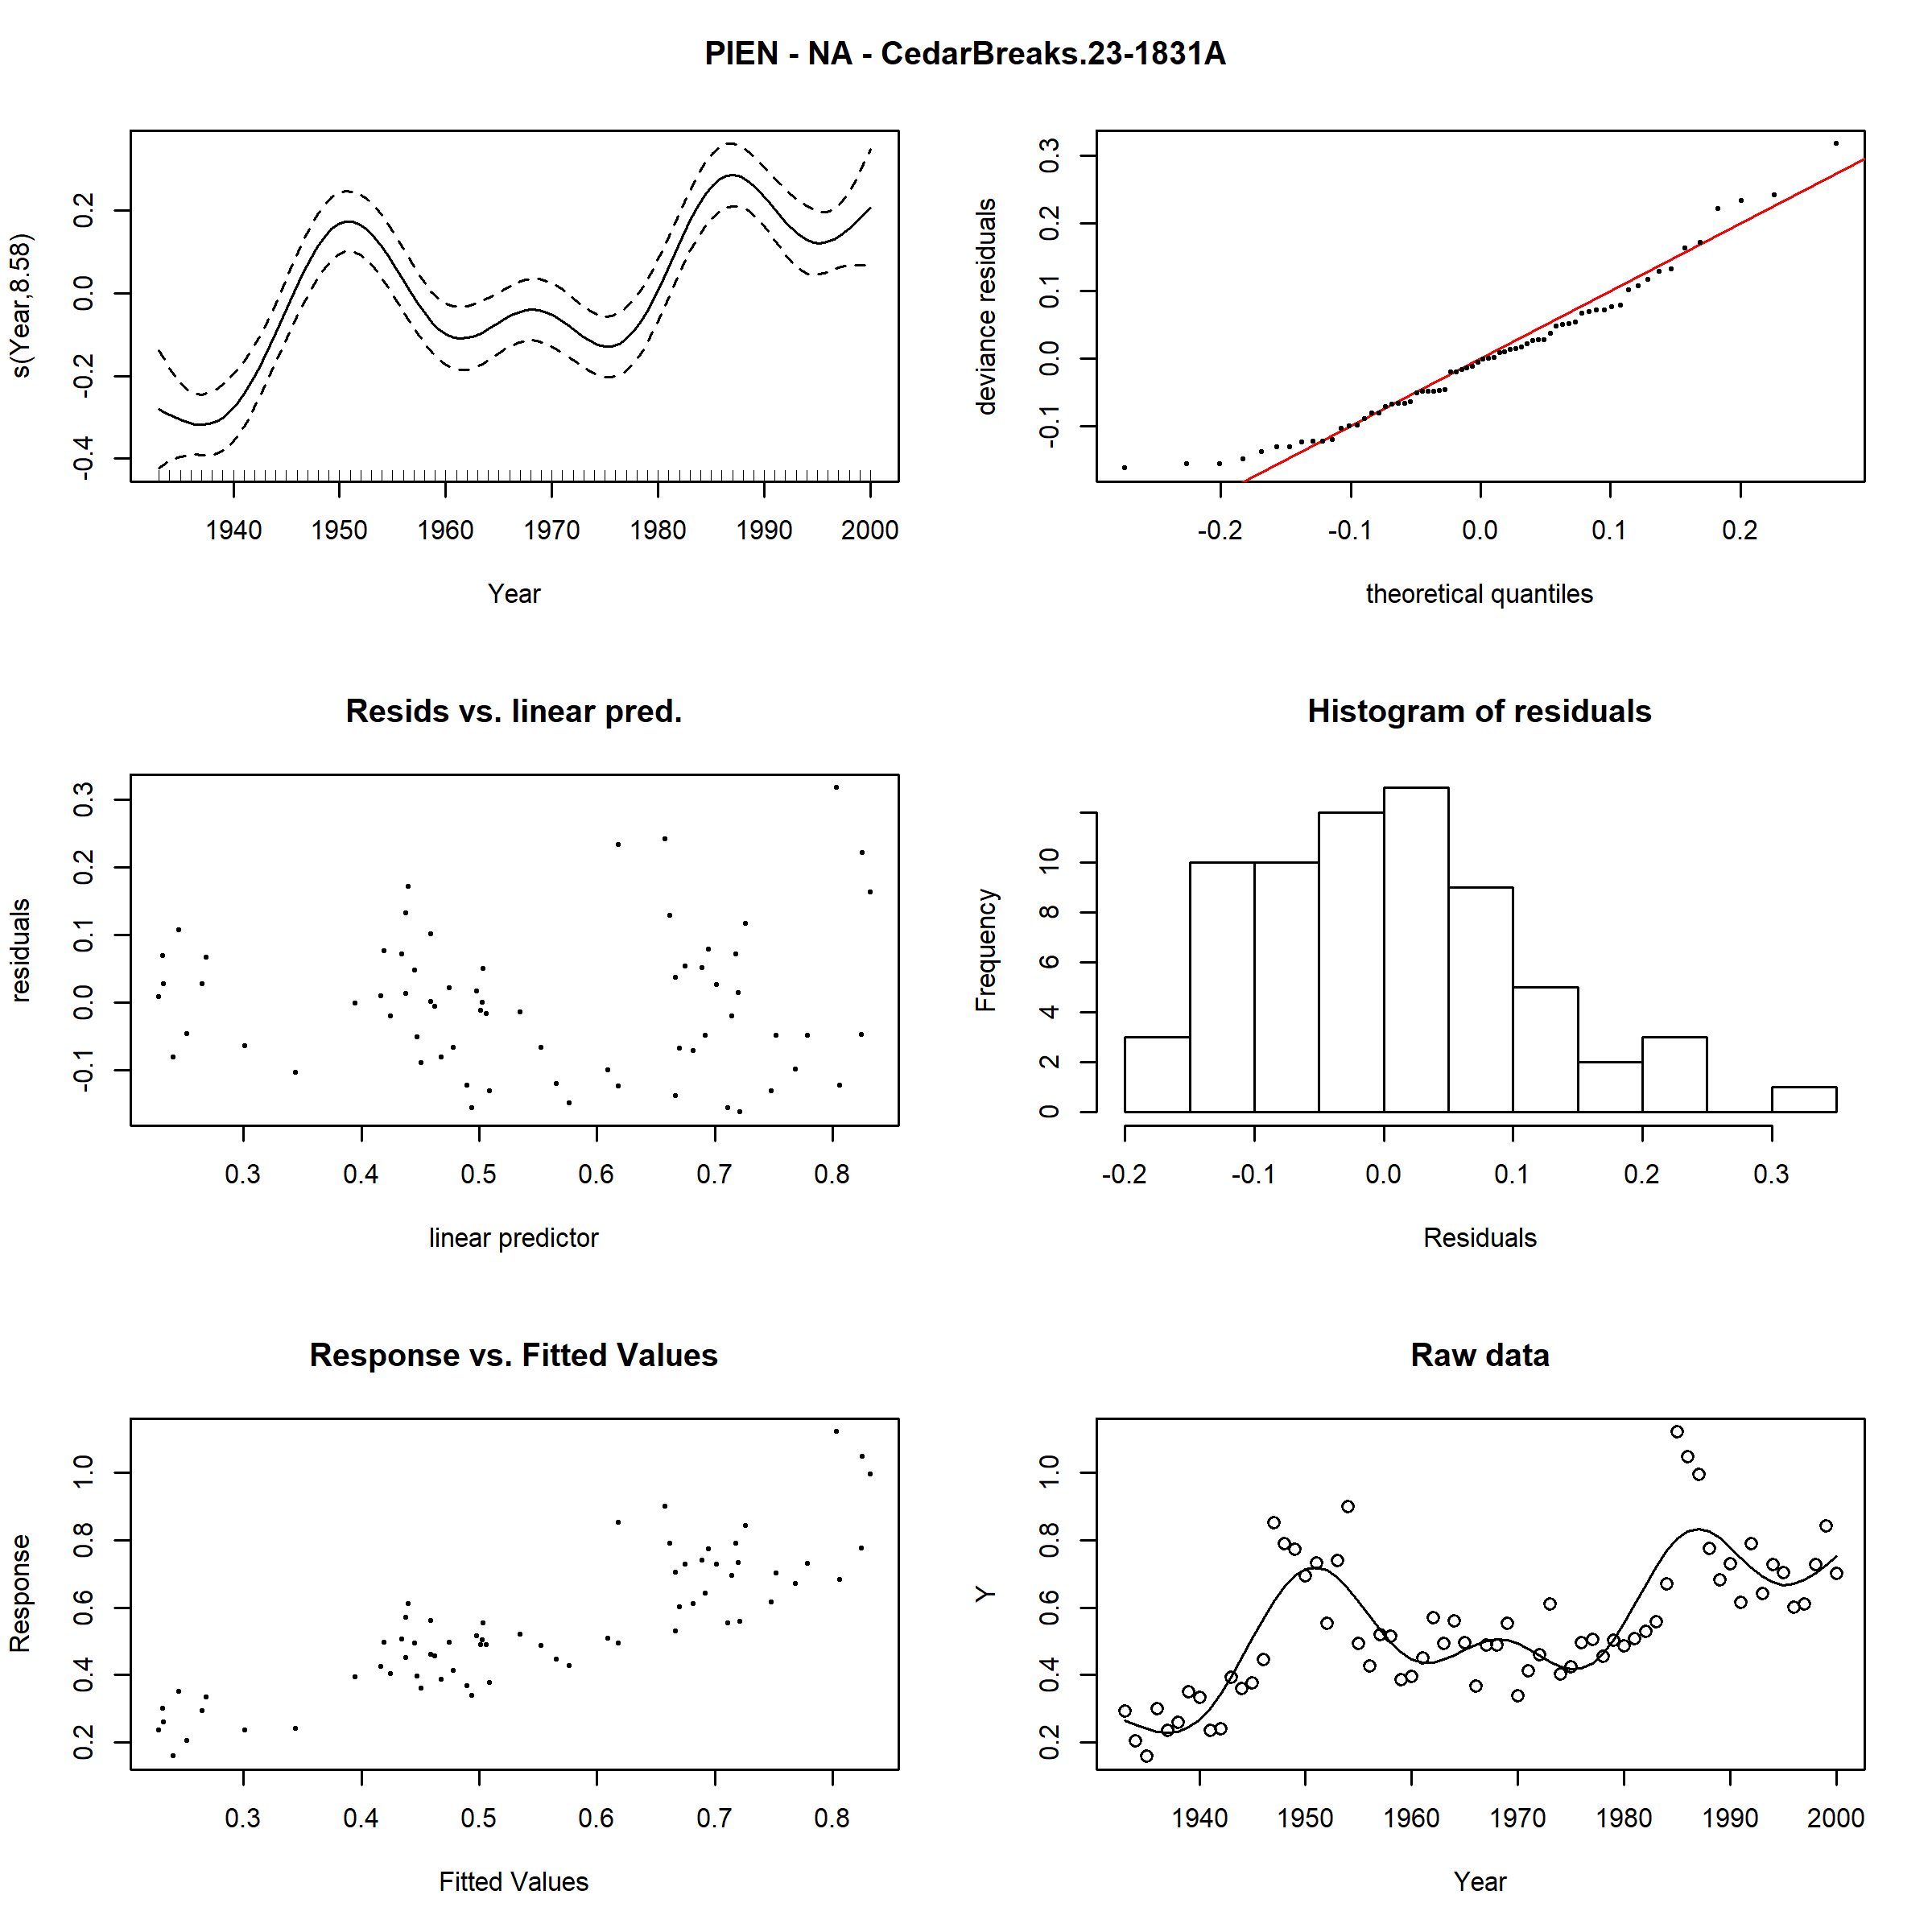 PIEN - NA - CedarBreaks.23-1831A
s(Year,8.58)
-0.4 -0.2 0.0 0.2
1940 1950 1960 1970 1980 1990 2000
Year
deviance residuals
-0.1 0.0 0.1 0.2 0.3
-0.2 -0.1 0.0 0.1 0.2
theoretical quantiles
Resids vs. linear pred.
residuals
-0.1 0.0 0.1 0.2 0.3
0.3 0.4 0.5 0.6 0.7 0.8
linear predictor
Histogram of residuals
Frequency
0 2 4 6 8 10
-0.2 -0.1 0.0 0.1 0.2 0.3
Residuals
Response vs. Fitted Values
Response
0.2 0.4 0.6 0.8 1.0
0.3 0.4 0.5 0.6 0.7 0.8
Fitted Values
Raw data
Y
0.2 0.4 0.6 0.8 1.0
1940 1950 1960 1970 1980 1990 2000
Year